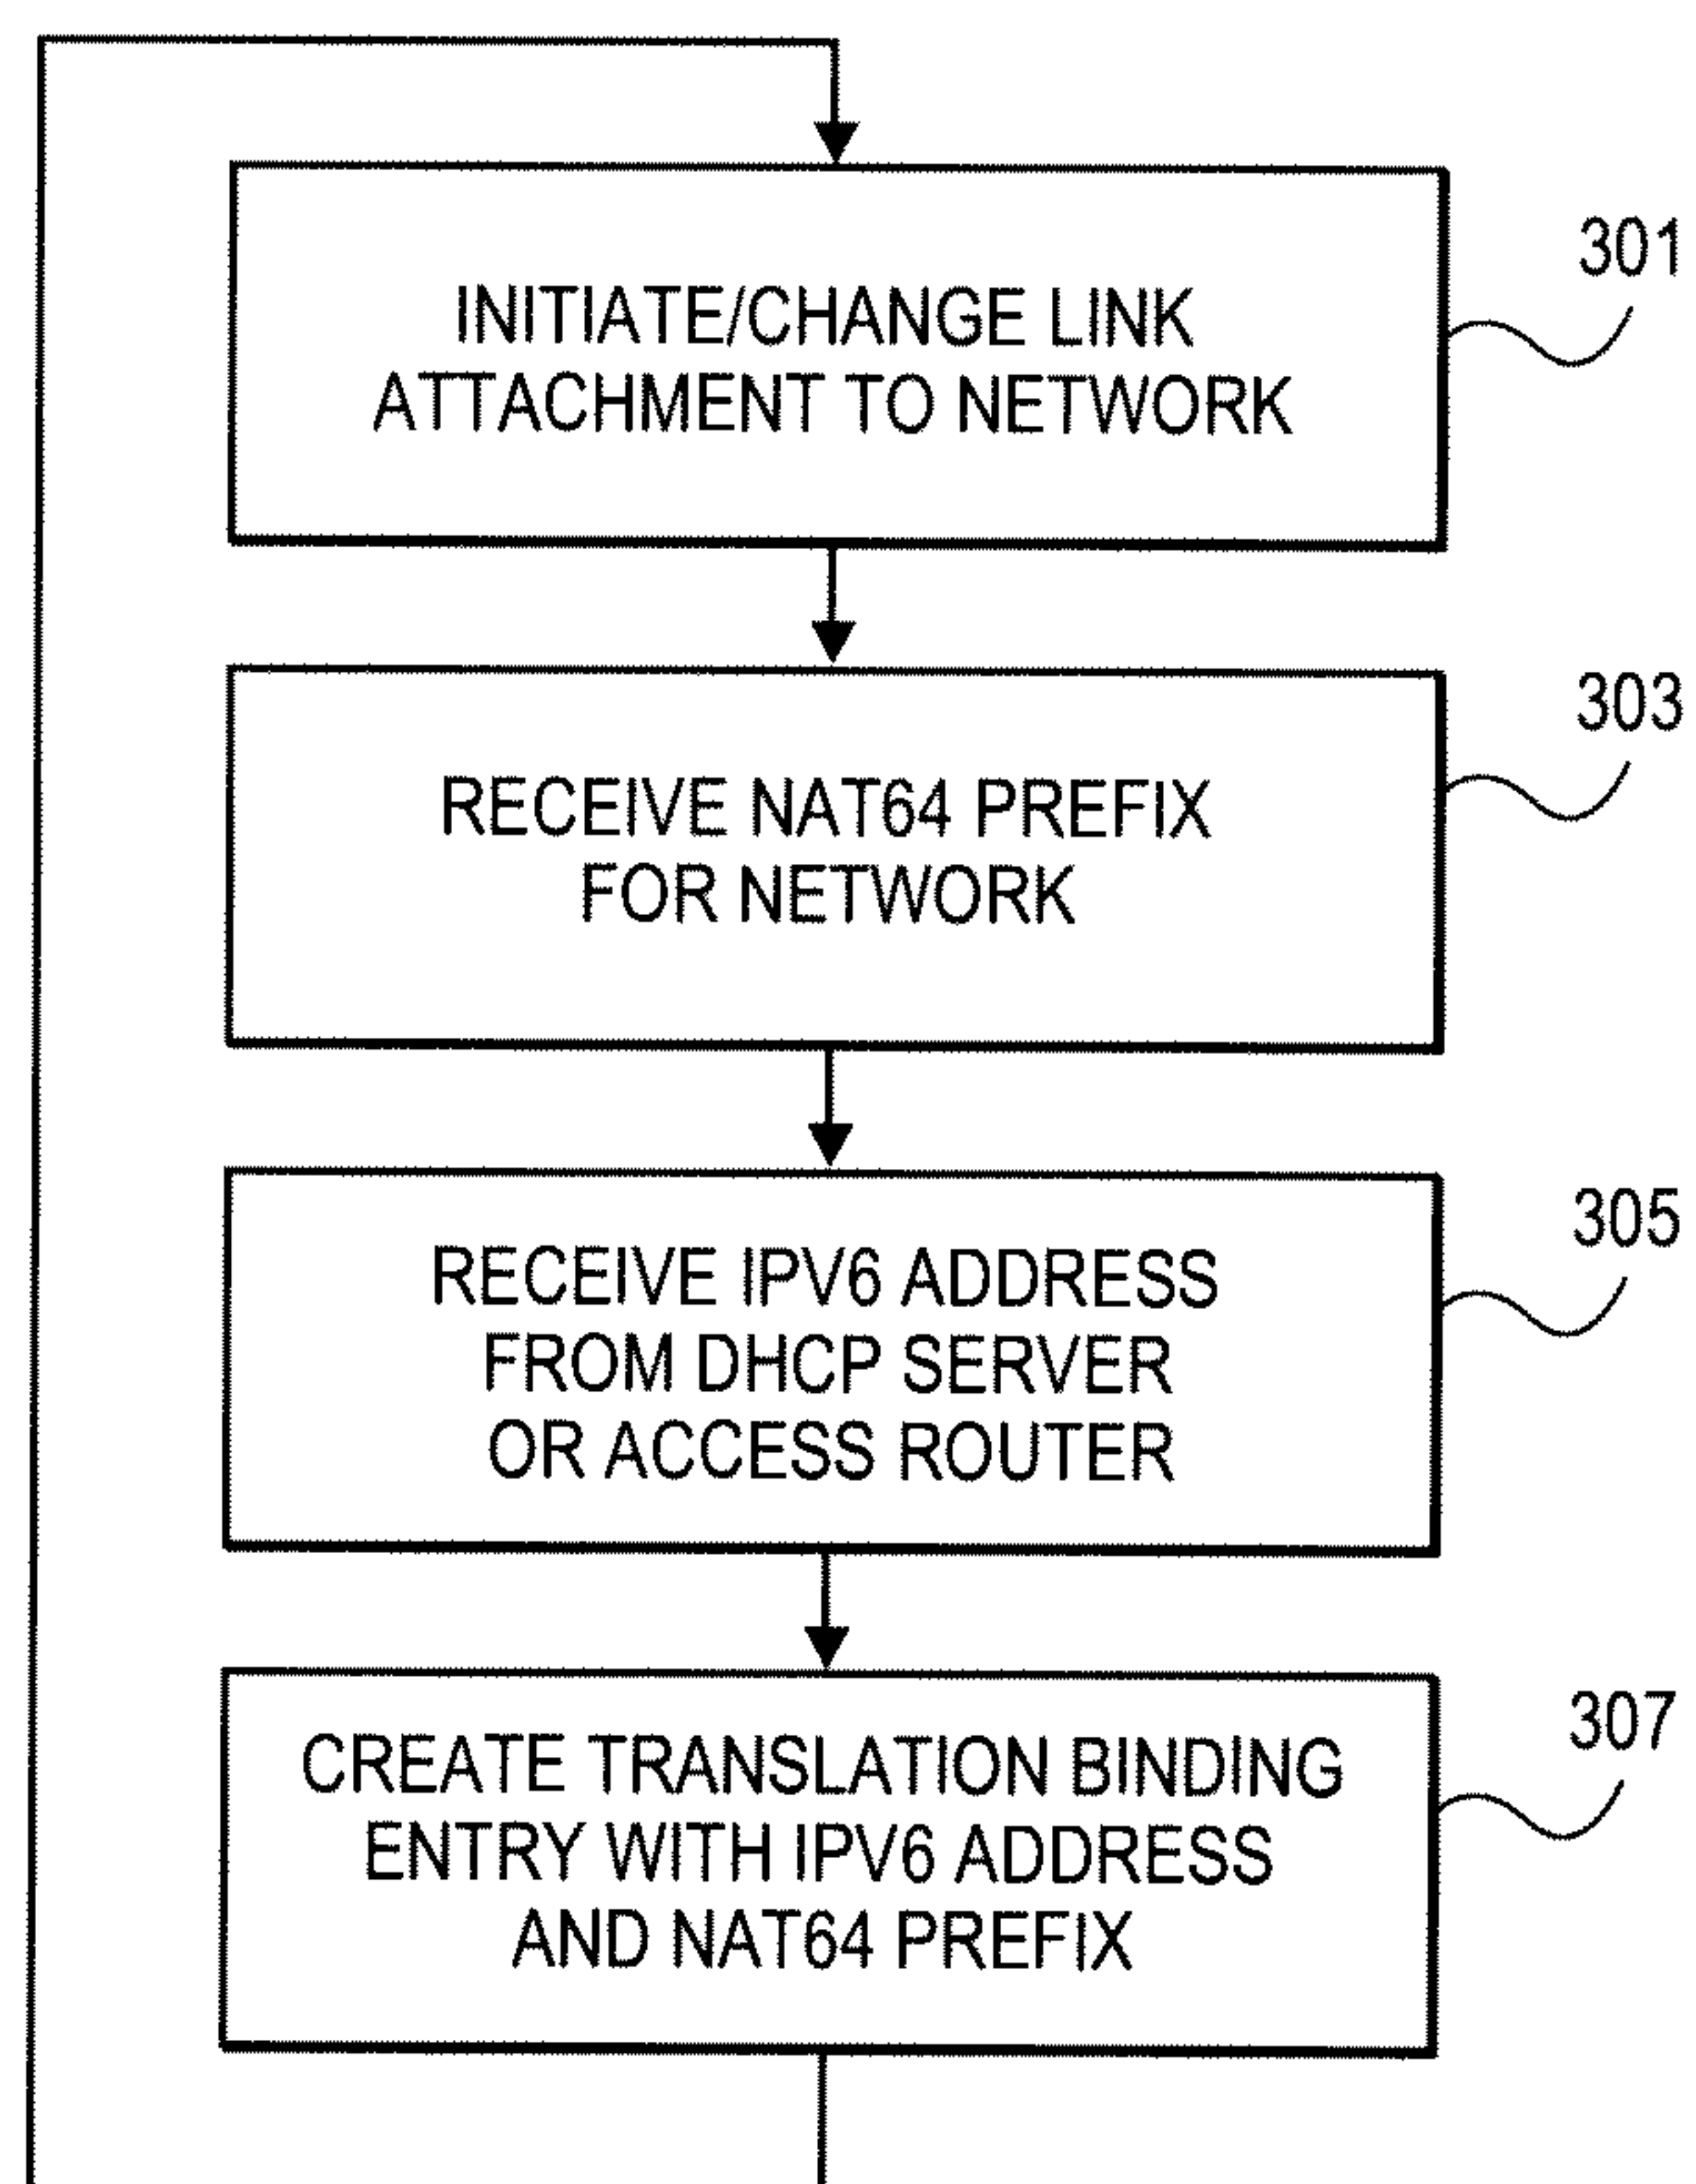 301
INITIATE/CHANGE LINK
ATTACHMENT TO NETWORK
303
RECEIVE NAT64 PREFIX
FOR NETWORK
305
RECEIVE IPV6 ADDRESS
FROM DHCP SERVER
OR ACCESS ROUTER
307
CREATE TRANSLATION BINDING
ENTRY WITH IPV6 ADDRESS
AND NAT64 PREFIX